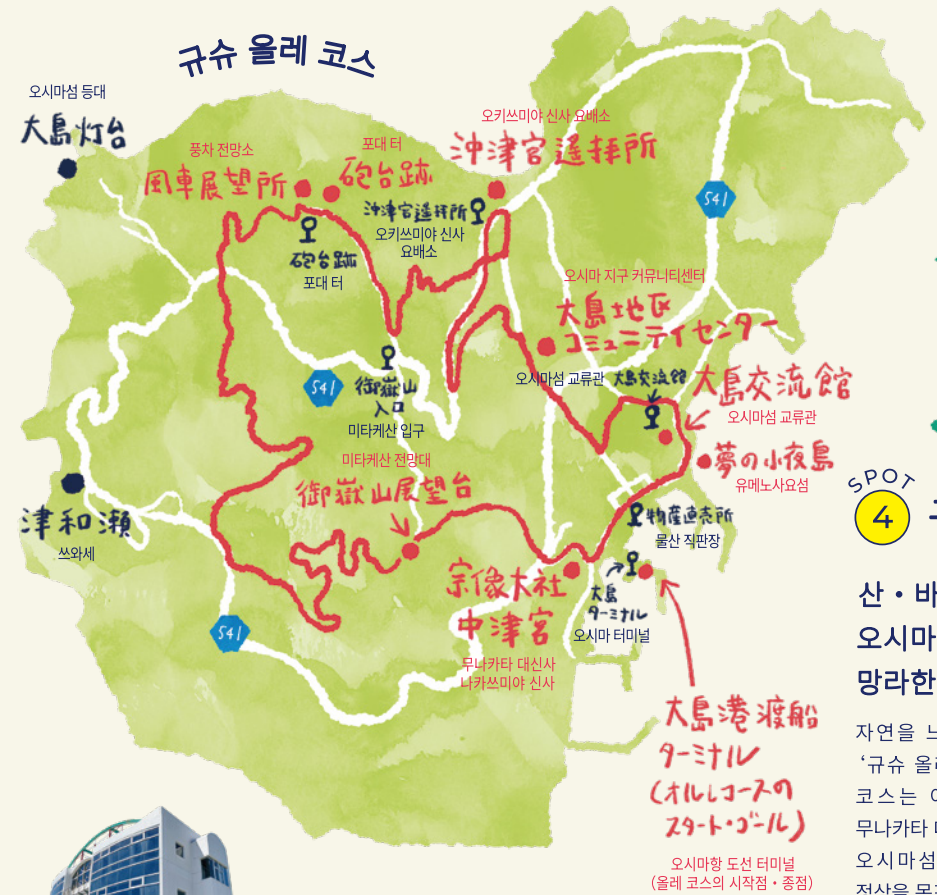 규슈 올레 코스
오시마섬 등대
大島灯台
풍차 전망소
風車展望所
포대 터
砲台跡
오키쓰미야 신사 요배소
沖津宮遥拝所
沖津宮遥拝所
오키쓰미야 신사
요배소
砲台跡
포대 터
541
오시마 지구 커뮤니티센터
大島地区
コミュニティセンター
541
御嶽山
入口
미타케산 입구
오시마섬 교류관
大島交流館
大島交流館
오시마섬 교류관
夢の小夜島
유메노사요섬
미타케산 전망대
御嶽山展望台
津和瀬
쓰와세
物産直売所
물산 직판장
宗像大社
中津宮
무나카타 대신사
나카쓰미야 신사
大島
ターミナル
오시마 터미널
541
大島港渡船
ターミナル
(オルレコースの
スタート・ゴール)
오시마항 도선 터미널
(올레 코스의 시작점・종점)
SPOT
4
산・바
오시마
망라한
자연을 느
‘규슈 올레
코스는 이
무나카타 대
오시마섬
정상을 목